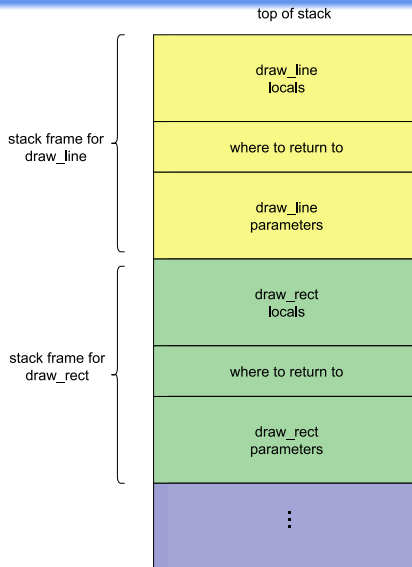 top of stack
draw_line
locals
stack frame for
draw_line
where to return to
draw_line
parameters
draw_rect
locals
stack frame for
draw_rect
where to return to
draw_rect
parameters
⋮